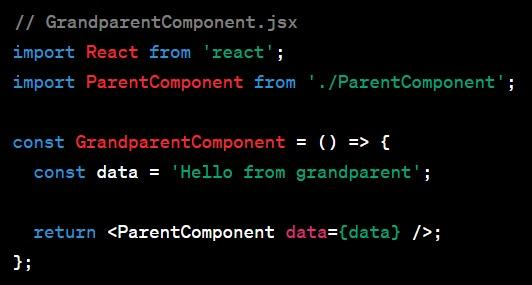 // GrandparentComponent.jsx
import React from 'react';
import ParentComponent from './ParentComponent';
const GrandparentComponent = () => {
const data = 'Hello from grandparent';
return <ParentComponent data={data} />;
};